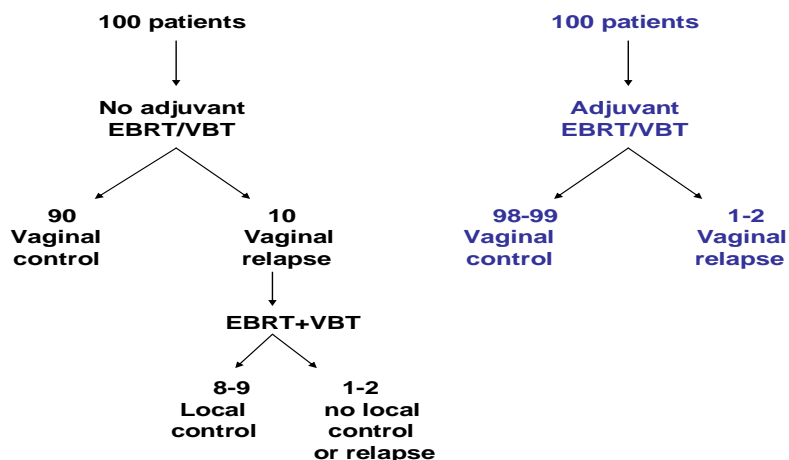 100 patients
No adjuvant
EBRT/VBT
90
Vaginal
control
10
Vaginal
relapse
EBRT+VBT
8-9
Local
control
1-2
no local
control
or relapse
100 patients
Adjuvant
EBRT/VBT
98-99
Vaginal
control
1-2
Vaginal
relapse